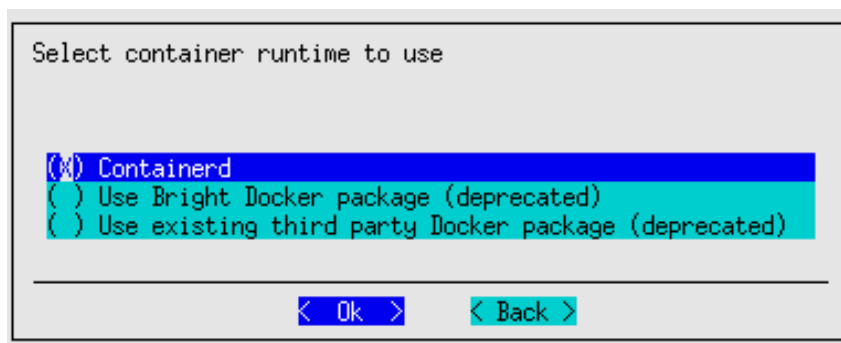 Select container runtime to use
(X) Containerd
( ) Use Bright Docker package (deprecated)
( ) Use existing third party Docker package (deprecated)
< Ok > < Back >